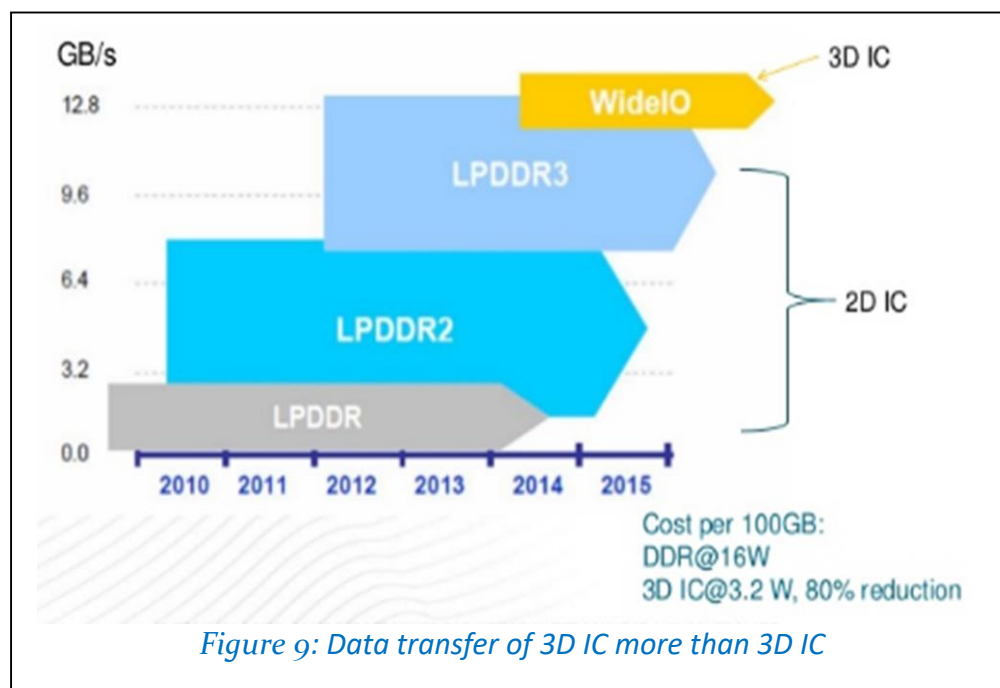 GB/s
3D IC
12.8
WideIO
LPDDR3
9.6
6.4
2D IC
LPDDR2
3.2
LPDDR
0.0
2010 2011 2012 2013 2014 2015
Cost per 100GB:
DDR@16W
3D IC@3.2 W, 80% reduction
Figure 9: Data transfer of 3D IC more than 3D IC